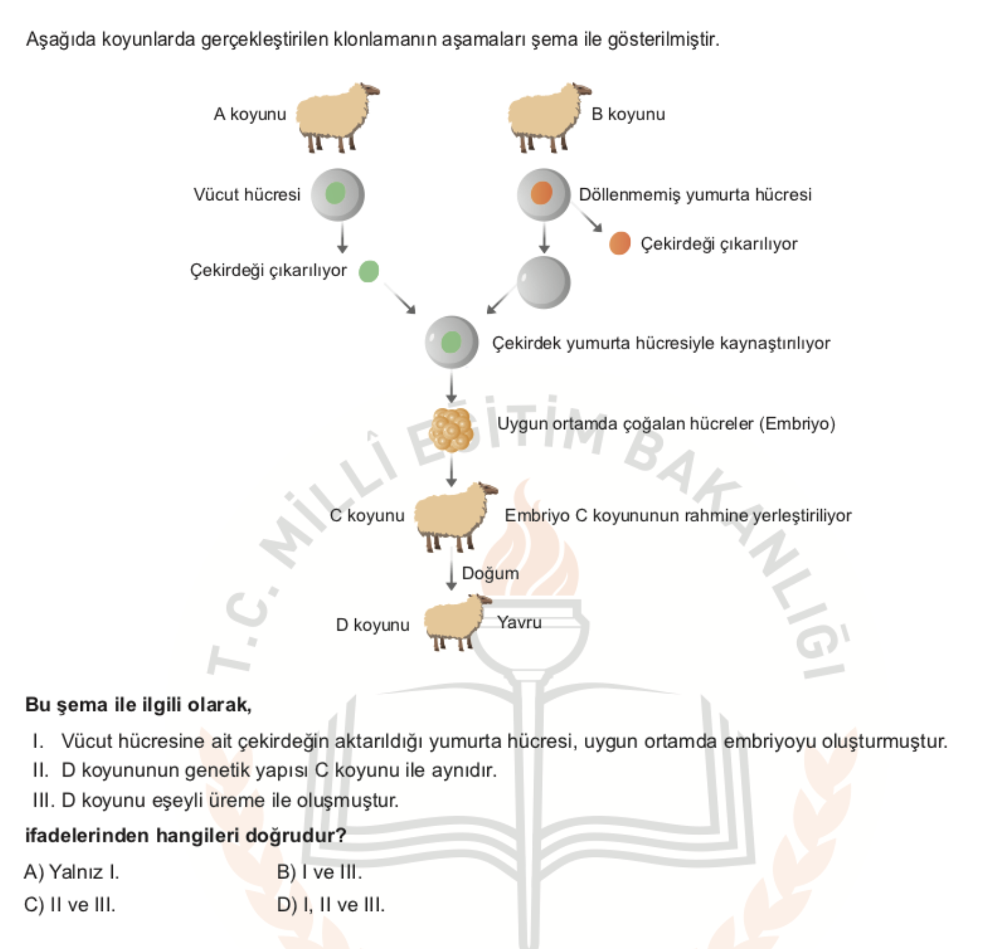 Aşağıda koyunlarda gerçekleştirilen klonlamanın aşamaları şema ile gösterilmiştir.
A koyunu
B koyunu
Vücut hücresi
Döllenmemiş yumurta hücresi
Çekirdeği çıkarılıyor
Çekirdeği çıkarılıyor
Çekirdek yumurta hücresiyle kaynaştırılıyor
Uygun ortamda çoğalan hücreler (Embriyo)
C koyunu
Embriyo C koyununun rahmine yerleştiriliyor
Doğum
D koyunu
Yavru
T.C. MİLLÎ EĞİTİM BAKANLIĞI
Bu şema ile ilgili olarak,
I. Vücut hücresine ait çekirdeğin aktarıldığı yumurta hücresi, uygun ortamda embriyoyu oluşturmuştur.
II. D koyununun genetik yapısı C koyunu ile aynıdır.
III. D koyunu eşeyli üreme ile oluşmuştur.
ifadelerinden hangileri doğrudur?
A) Yalnız I.
B) I ve III.
C) II ve III.
D) I, II ve III.